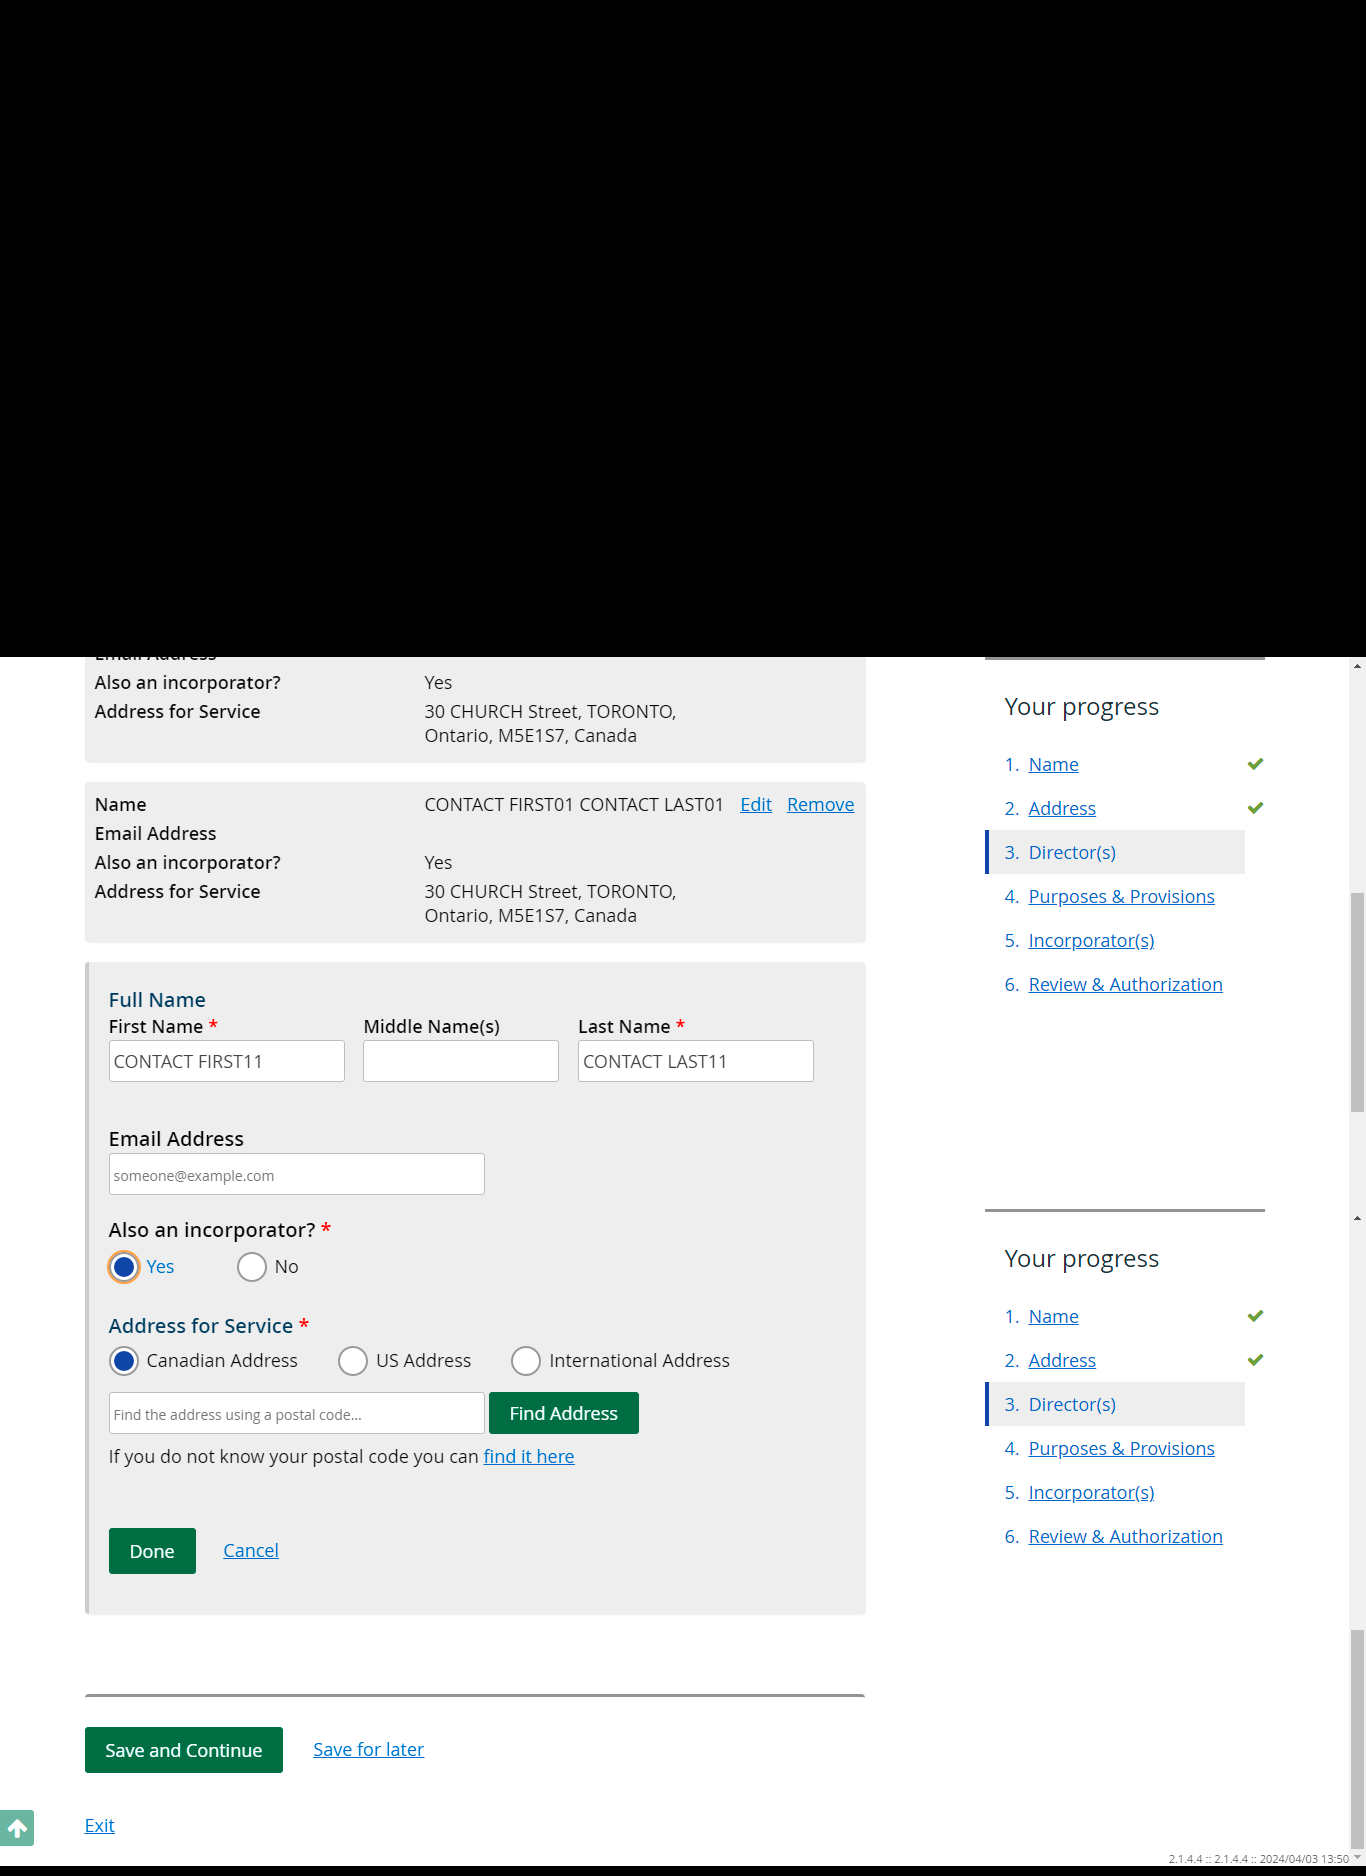 Email Address
Also an incorporator? Yes
Address for Service 30 CHURCH Street, TORONTO,
Ontario, M5E1S7, Canada
Name CONTACT FIRST01 CONTACT LAST01 Edit Remove
Email Address
Also an incorporator? Yes
Address for Service 30 CHURCH Street, TORONTO,
Ontario, M5E1S7, Canada
Full Name
First Name * Middle Name(s) Last Name *
CONTACT FIRST11 CONTACT LAST11
Email Address
someone@example.com
Also an incorporator? *
Yes No
Address for Service *
Canadian Address US Address International Address
Find the address using a postal code... Find Address
If you do not know your postal code you can find it here
Done Cancel
Save and Continue Save for later
Exit
Your progress
1. Name
2. Address
3. Director(s)
4. Purposes & Provisions
5. Incorporator(s)
6. Review & Authorization
Your progress
1. Name
2. Address
3. Director(s)
4. Purposes & Provisions
5. Incorporator(s)
6. Review & Authorization
2.1.4.4 :: 2.1.4.4 :: 2024/04/03 13:50